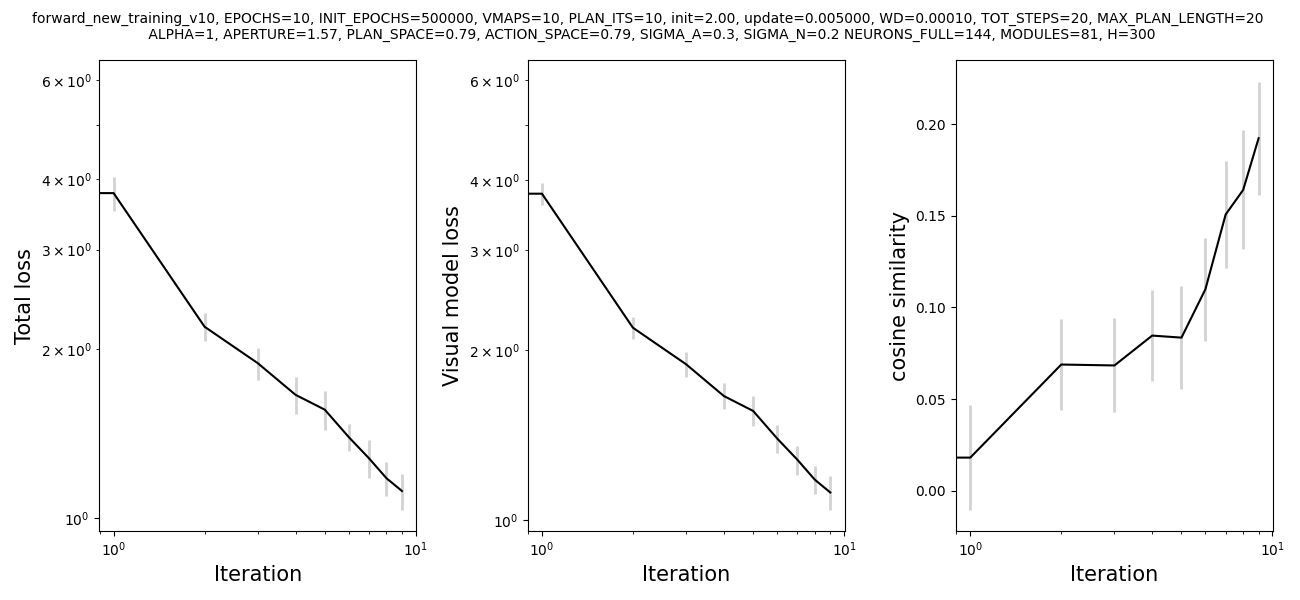 forward_new_training_v10, EPOCHS=10, INIT_EPOCHS=500000, VMAPS=10, PLAN_ITS=10, init=2.00, update=0.005000, WD=0.00010, TOT_STEPS=20, MAX_PLAN_LENGTH=20
ALPHA=1, APERTURE=1.57, PLAN_SPACE=0.79, ACTION_SPACE=0.79, SIGMA_A=0.3, SIGMA_N=0.2 NEURONS_FULL=144, MODULES=81, H=300
Total loss
6 × 10⁰
4 × 10⁰
3 × 10⁰
2 × 10⁰
10⁰
10⁰ 10¹
Iteration
Visual model loss
6 × 10⁰
4 × 10⁰
3 × 10⁰
2 × 10⁰
10⁰
10⁰ 10¹
Iteration
cosine similarity
0.20
0.15
0.10
0.05
0.00
10⁰ 10¹
Iteration